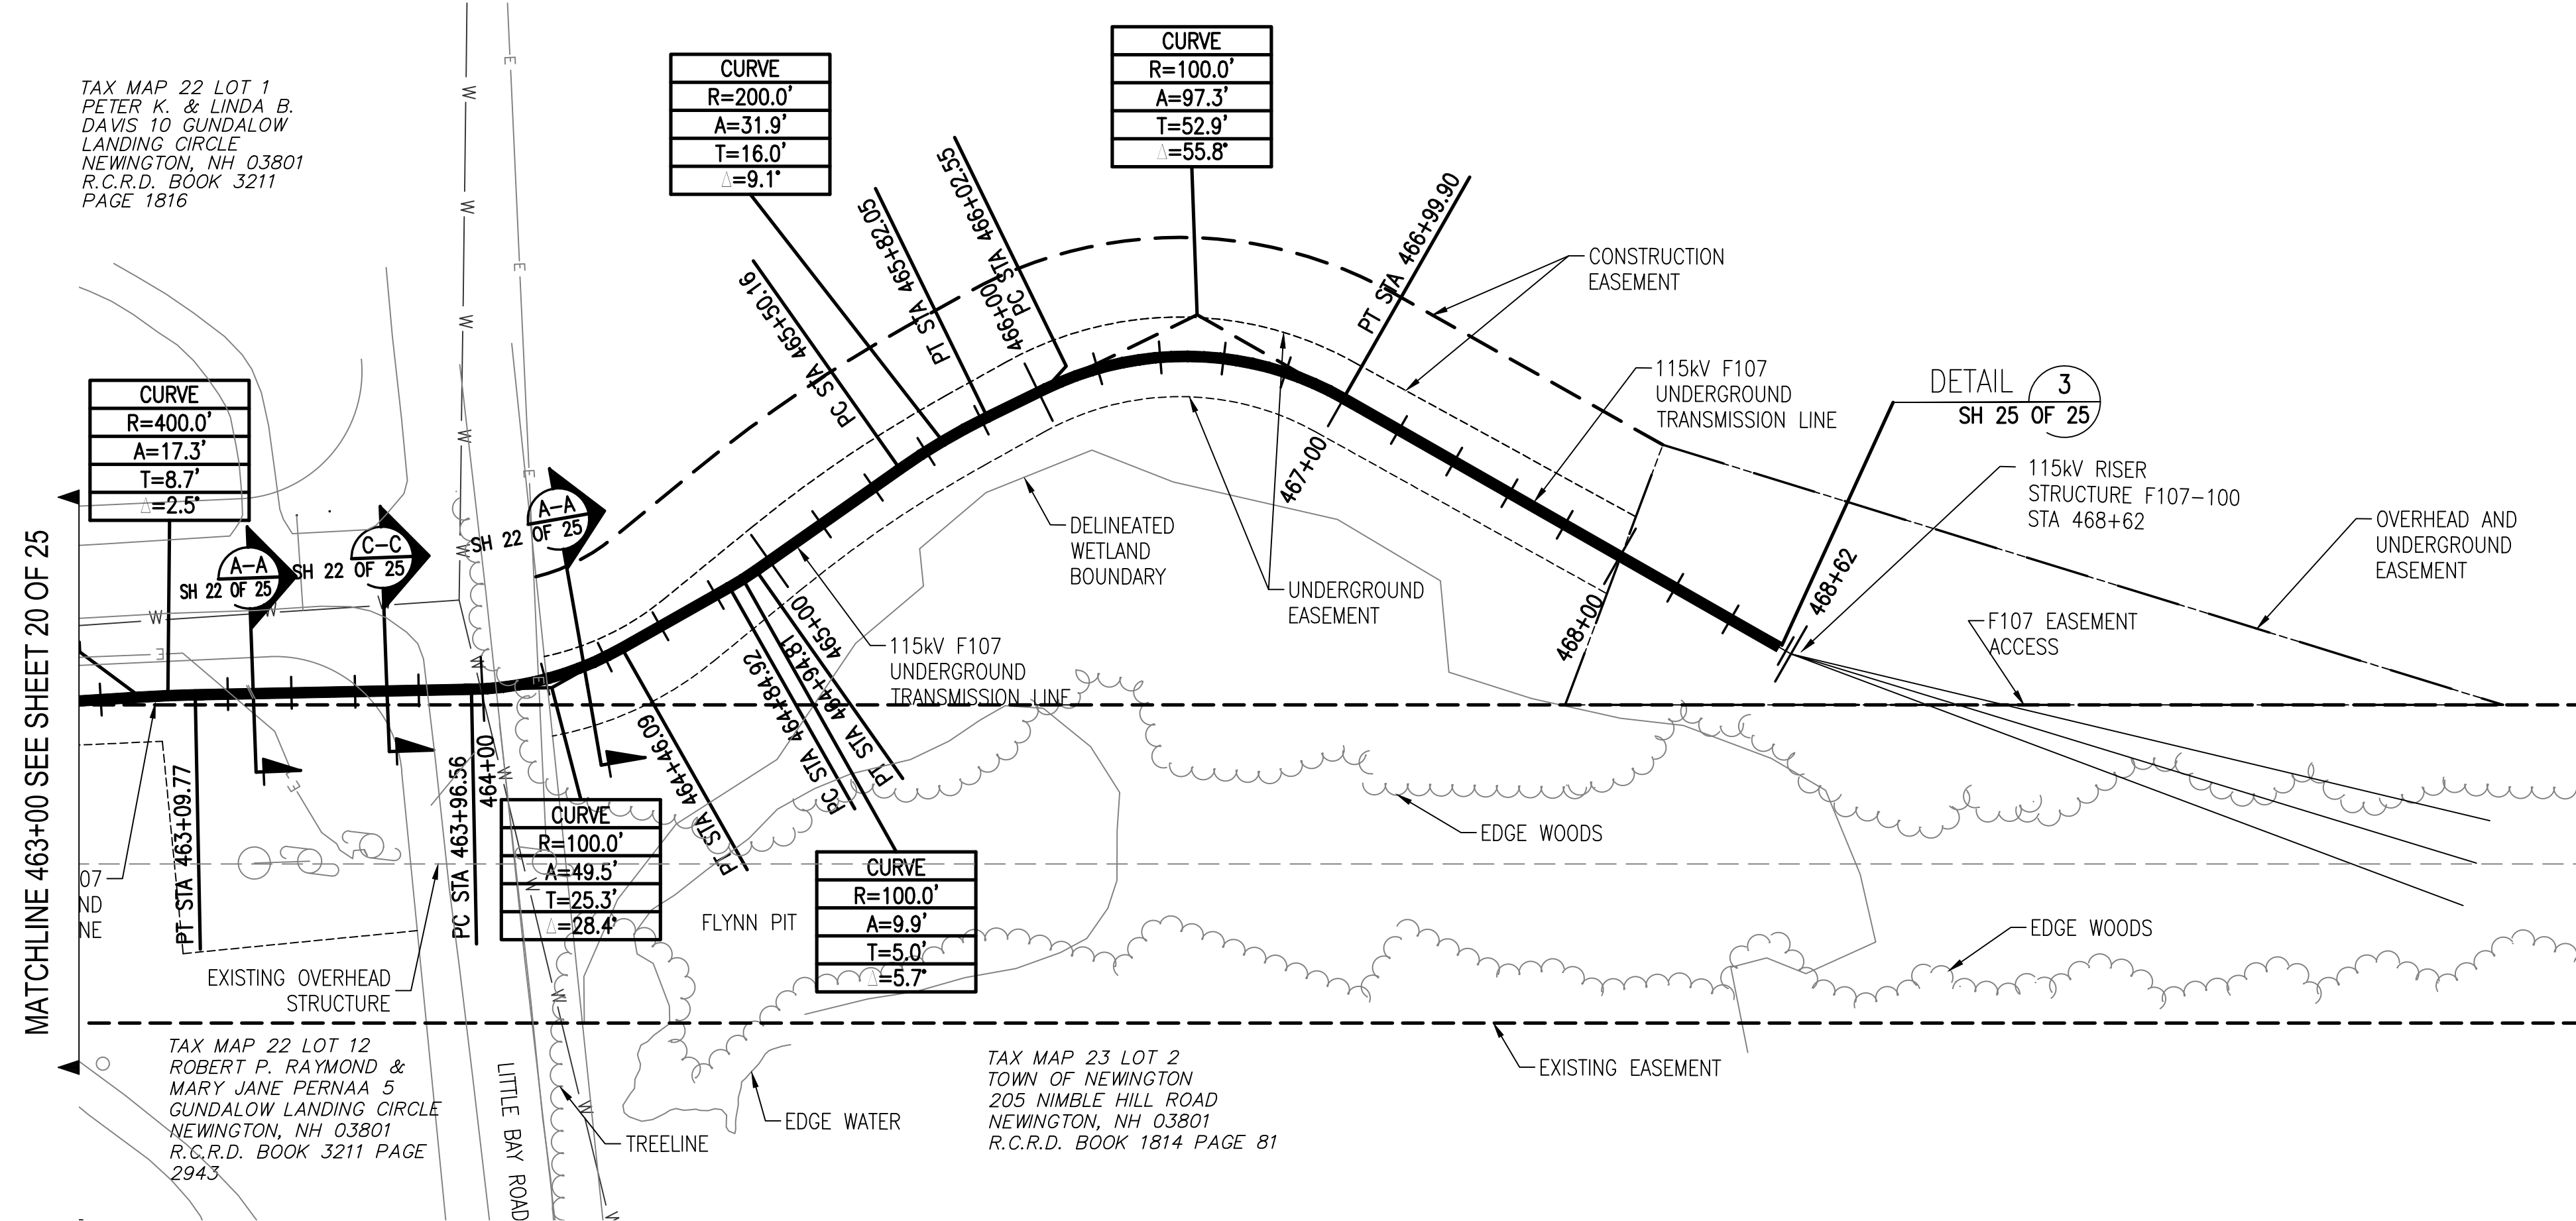 TAX MAP 22 LOT 1
PETER K. & LINDA B.
DAVIS 10 GUNDALOW
LANDING CIRCLE
NEWINGTON, NH 03801
R.C.R.D. BOOK 3211
PAGE 1816
CURVE
R=200.0'
A=31.9'
T=16.0'
Δ=9.1°
CURVE
R=100.0'
A=97.3'
T=52.9'
Δ=55.8°
CURVE
R=400.0'
A=17.3'
T=8.7'
Δ=2.5°
PC STA 465+50.16
PT STA 465+82.05
466+00
PC STA 466+02.55
PT STA 466+99.90
CONSTRUCTION
EASEMENT
115kV F107
UNDERGROUND
TRANSMISSION LINE
DETAIL 3
SH 25 OF 25
115kV RISER
STRUCTURE F107-100
STA 468+62
OVERHEAD AND
UNDERGROUND
EASEMENT
A-A
SH 22 OF 25
C-C
SH 22 OF 25
A-A
SH 22 OF 25
DELINEATED
WETLAND
BOUNDARY
UNDERGROUND
EASEMENT
467+00
468+00
468+62
F107 EASEMENT
ACCESS
115kV F107
UNDERGROUND
TRANSMISSION LINE
MATCHLINE 463+00 SEE SHEET 20 OF 25
PT STA 463+09.77
PC STA 463+96.56
464+00
PT STA 464+46.09
PC STA 464+84.92
PT STA 464+94.81
465+00
07
ND
NE
CURVE
R=100.0'
A=49.5'
T=25.3'
Δ=28.4°
CURVE
R=100.0'
A=9.9'
T=5.0'
Δ=5.7°
FLYNN PIT
EDGE WOODS
EDGE WOODS
EXISTING OVERHEAD
STRUCTURE
TAX MAP 22 LOT 12
ROBERT P. RAYMOND &
MARY JANE PERNAA 5
GUNDALOW LANDING CIRCLE
NEWINGTON, NH 03801
R.C.R.D. BOOK 3211 PAGE
2943
LITTLE BAY ROAD
TREELINE
EDGE WATER
TAX MAP 23 LOT 2
TOWN OF NEWINGTON
205 NIMBLE HILL ROAD
NEWINGTON, NH 03801
R.C.R.D. BOOK 1814 PAGE 81
EXISTING EASEMENT